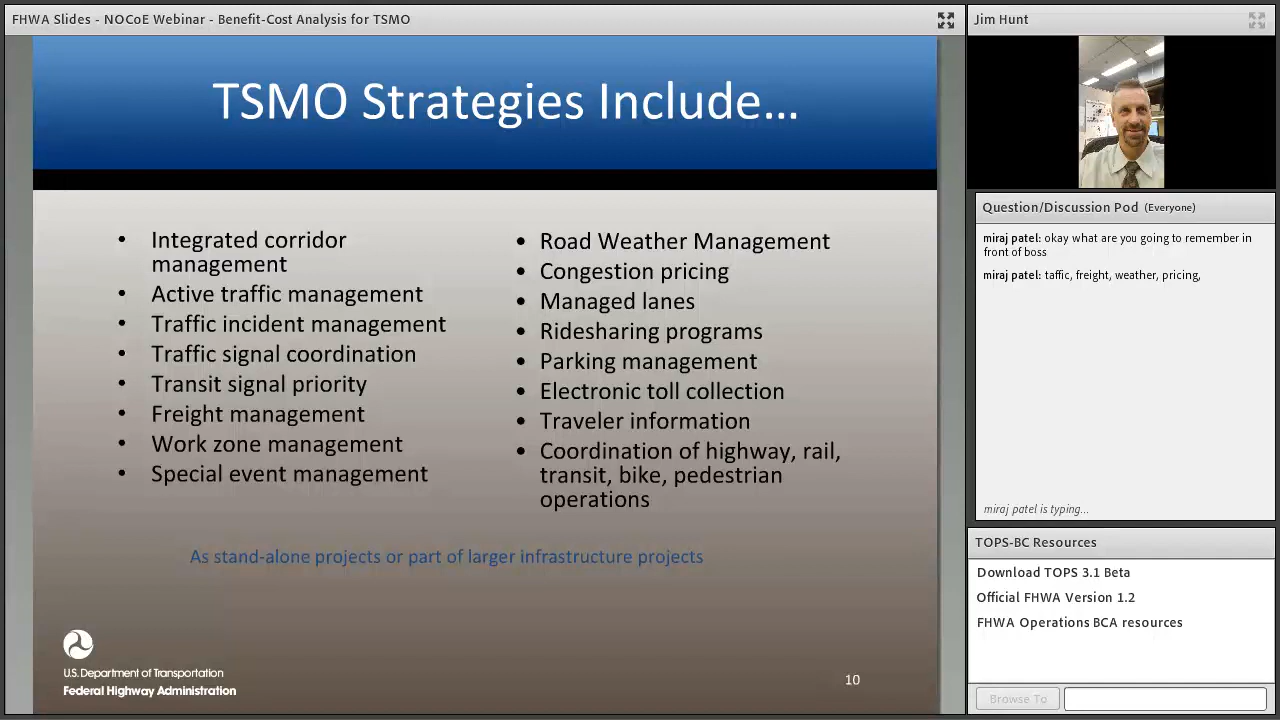 FHWA Slides - NOCoE Webinar - Benefit-Cost Analysis for TSMO
TSMO Strategies Include…
• Integrated corridor
management
• Active traffic management
• Traffic incident management
• Traffic signal coordination
• Transit signal priority
• Freight management
• Work zone management
• Special event management
• Road Weather Management
• Congestion pricing
• Managed lanes
• Ridesharing programs
• Parking management
• Electronic toll collection
• Traveler information
• Coordination of highway, rail,
transit, bike, pedestrian
operations
As stand-alone projects or part of larger infrastructure projects
U.S. Department of Transportation
Federal Highway Administration
10
Jim Hunt
Question/Discussion Pod (Everyone)
miraj patel: okay what are you going to remember in
front of boss
miraj patel: taffic, freight, weather, pricing,
miraj patel is typing...
TOPS-BC Resources
Download TOPS 3.1 Beta
Official FHWA Version 1.2
FHWA Operations BCA resources
Browse To